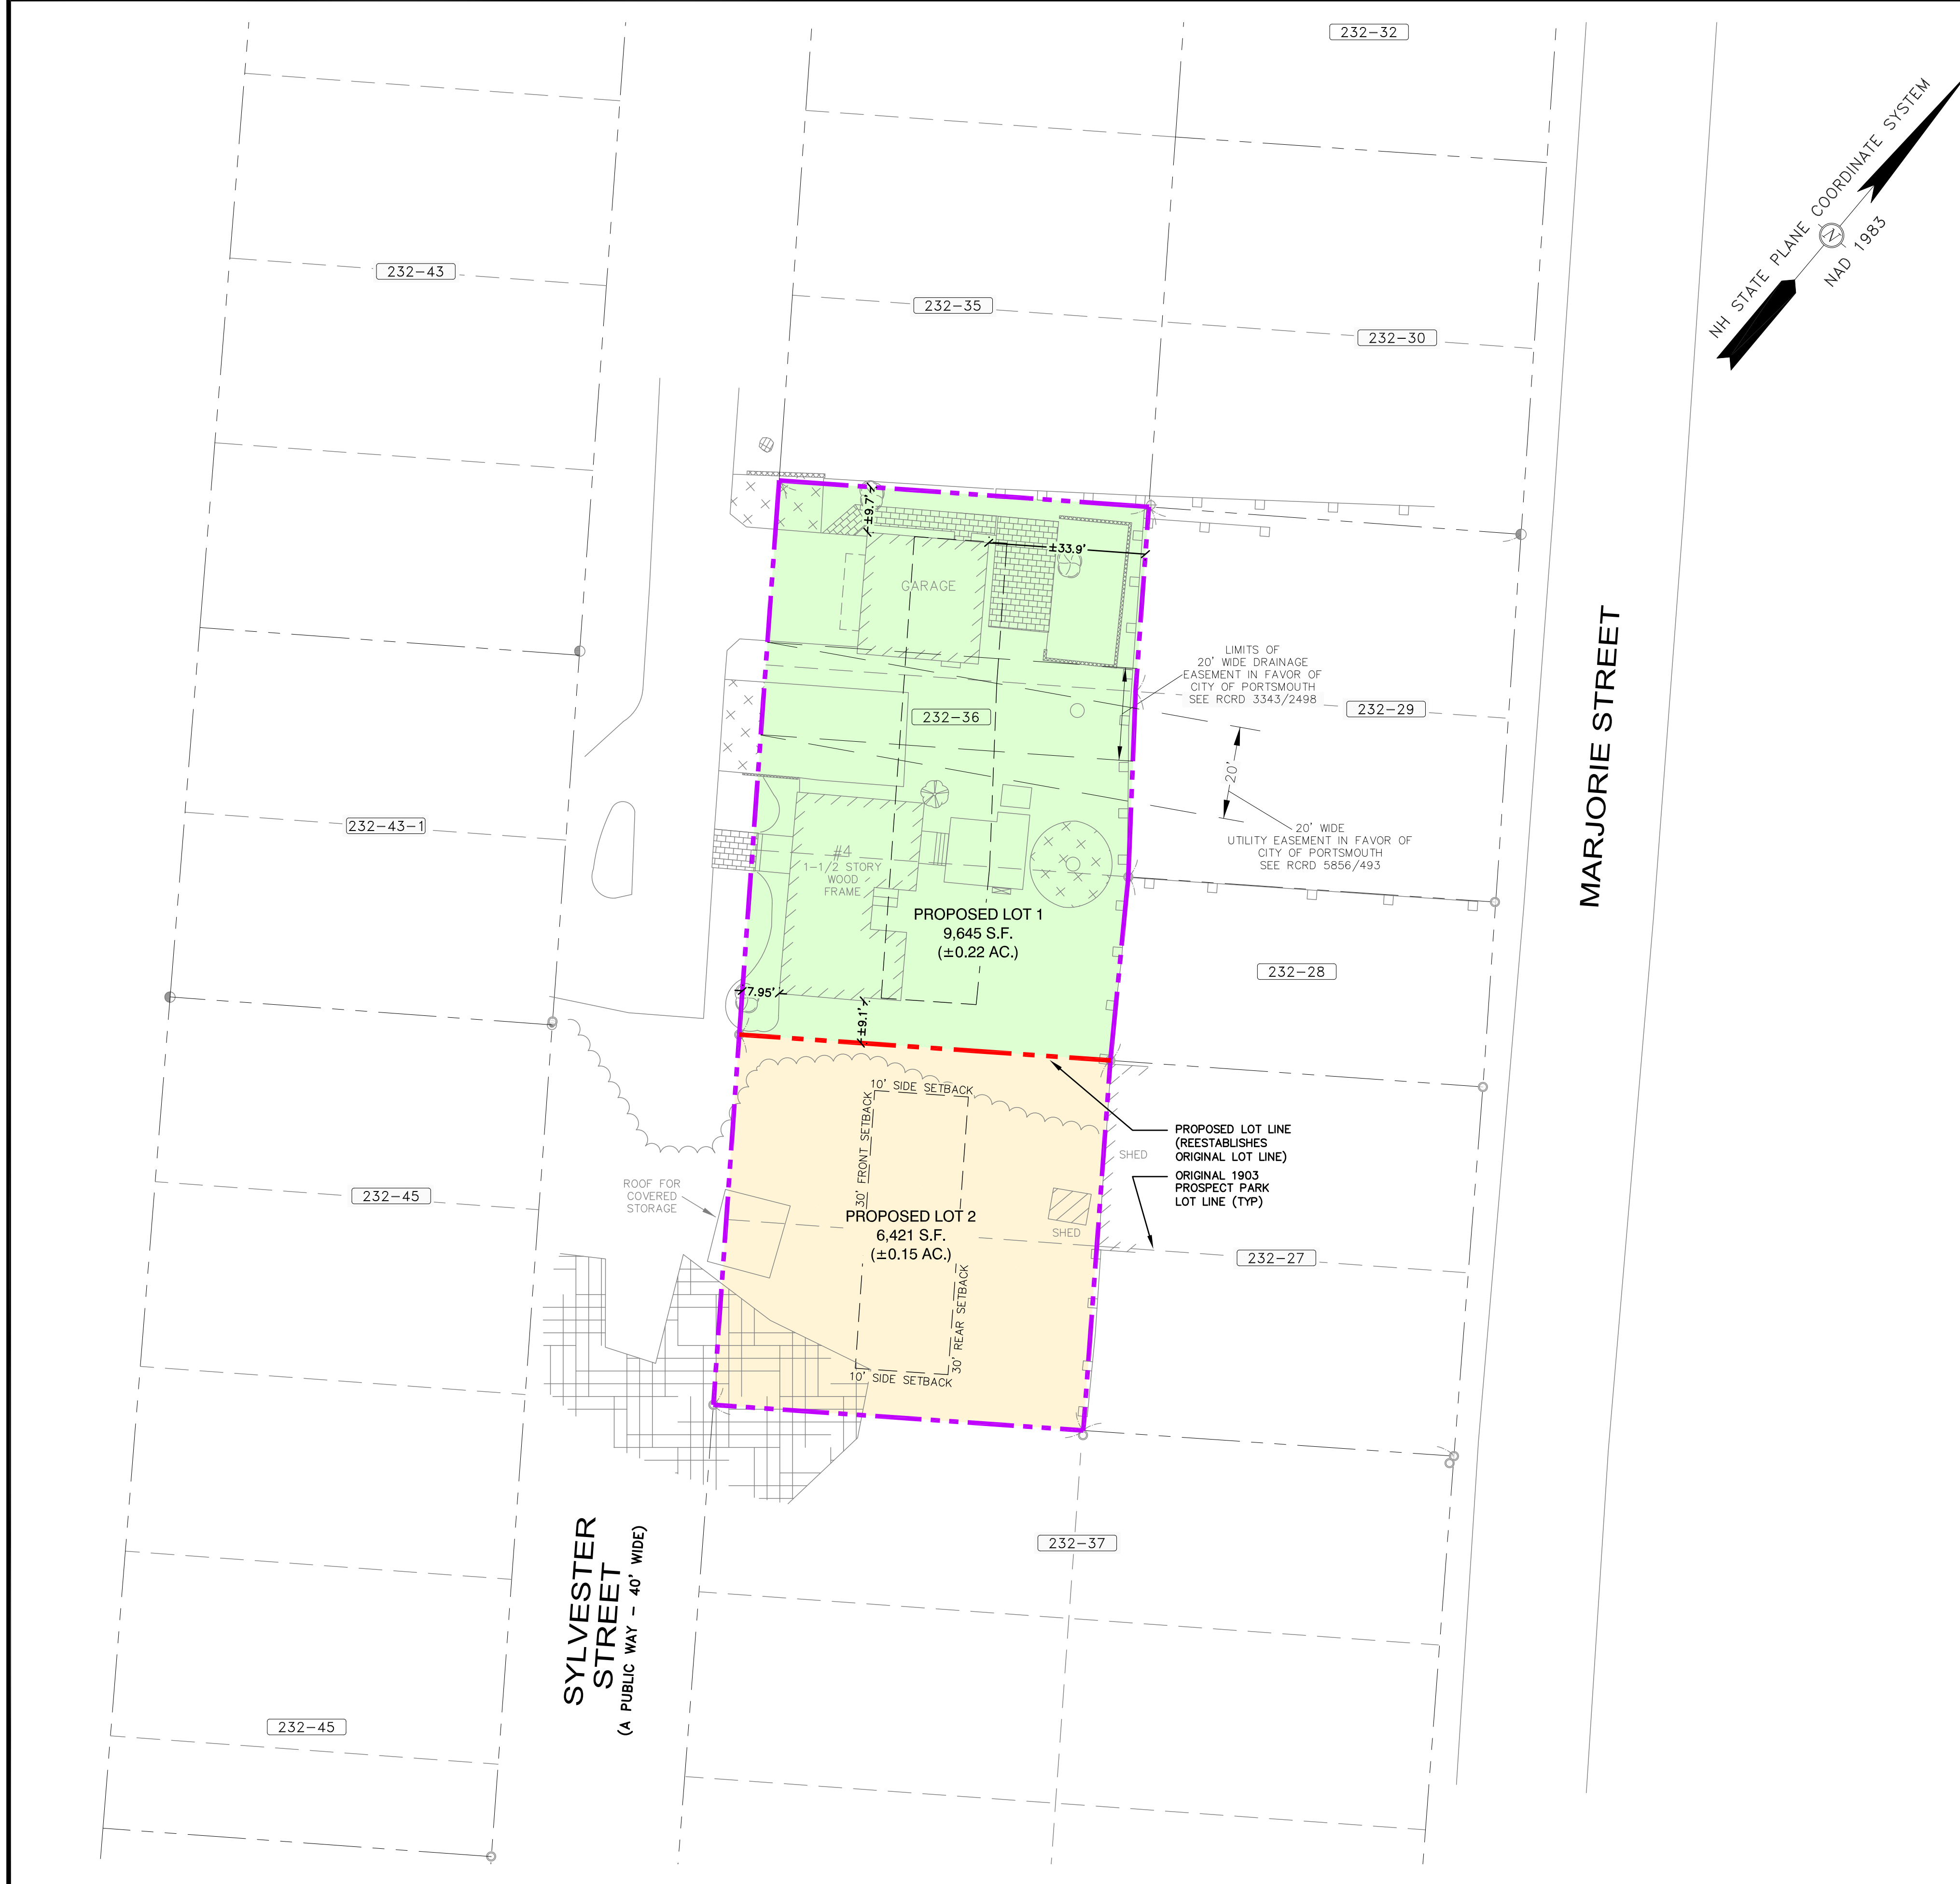 232-32
NH STATE PLANE COORDINATE SYSTEM
N
NAD 1983
232-43
232-35
232-30
±9.7'
±33.9'
GARAGE
LIMITS OF
20' WIDE DRAINAGE
EASEMENT IN FAVOR OF
CITY OF PORTSMOUTH
SEE RCRD 3343/2498
232-36
232-29
MARJORIE STREET
20'
232-43-1
20' WIDE
UTILITY EASEMENT IN FAVOR OF
CITY OF PORTSMOUTH
SEE RCRD 5856/493
#4
1-1/2 STORY
WOOD
FRAME
PROPOSED LOT 1
9,645 S.F.
(±0.22 AC.)
232-28
7.95'
±9.1'
10' SIDE SETBACK
30' FRONT SETBACK
PROPOSED LOT LINE
(REESTABLISHES
ORIGINAL LOT LINE)
SHED
ORIGINAL 1903
PROSPECT PARK
LOT LINE (TYP)
232-45
ROOF FOR
COVERED
STORAGE
PROPOSED LOT 2
6,421 S.F.
(±0.15 AC.)
SHED
232-27
30' REAR SETBACK
10' SIDE SETBACK
232-37
SYLVESTER
STREET
(A PUBLIC WAY - 40' WIDE)
232-45